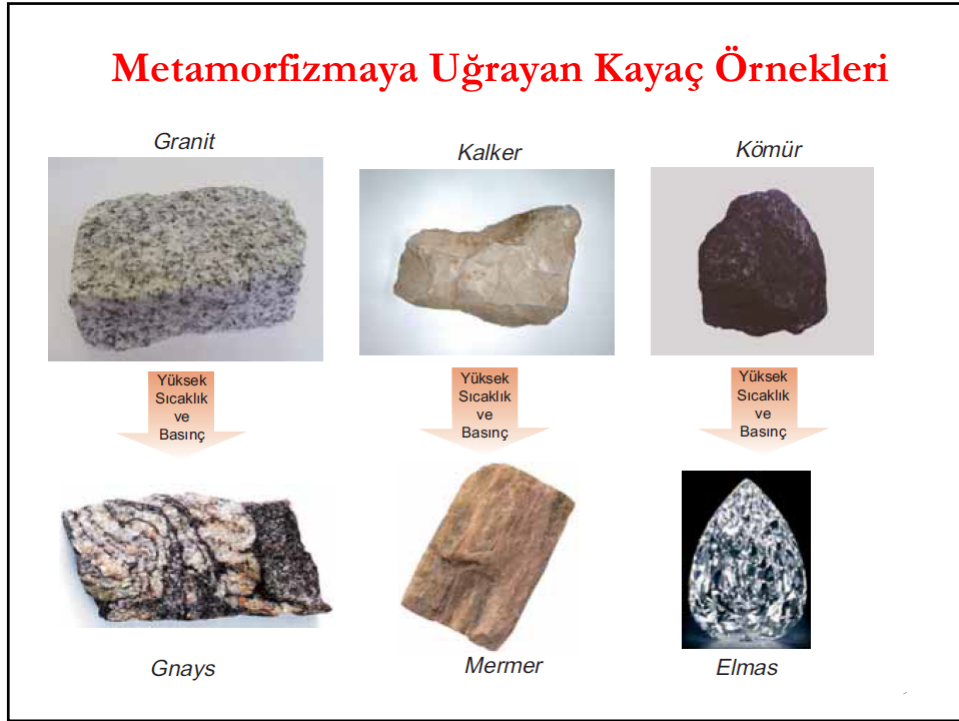 Metamorfizmaya Uğrayan Kayaç Örnekleri
Granit
Kalker
Kömür
Yüksek
Sıcaklık
ve
Basınç
Yüksek
Sıcaklık
ve
Basınç
Yüksek
Sıcaklık
ve
Basınç
Gnays
Mermer
Elmas